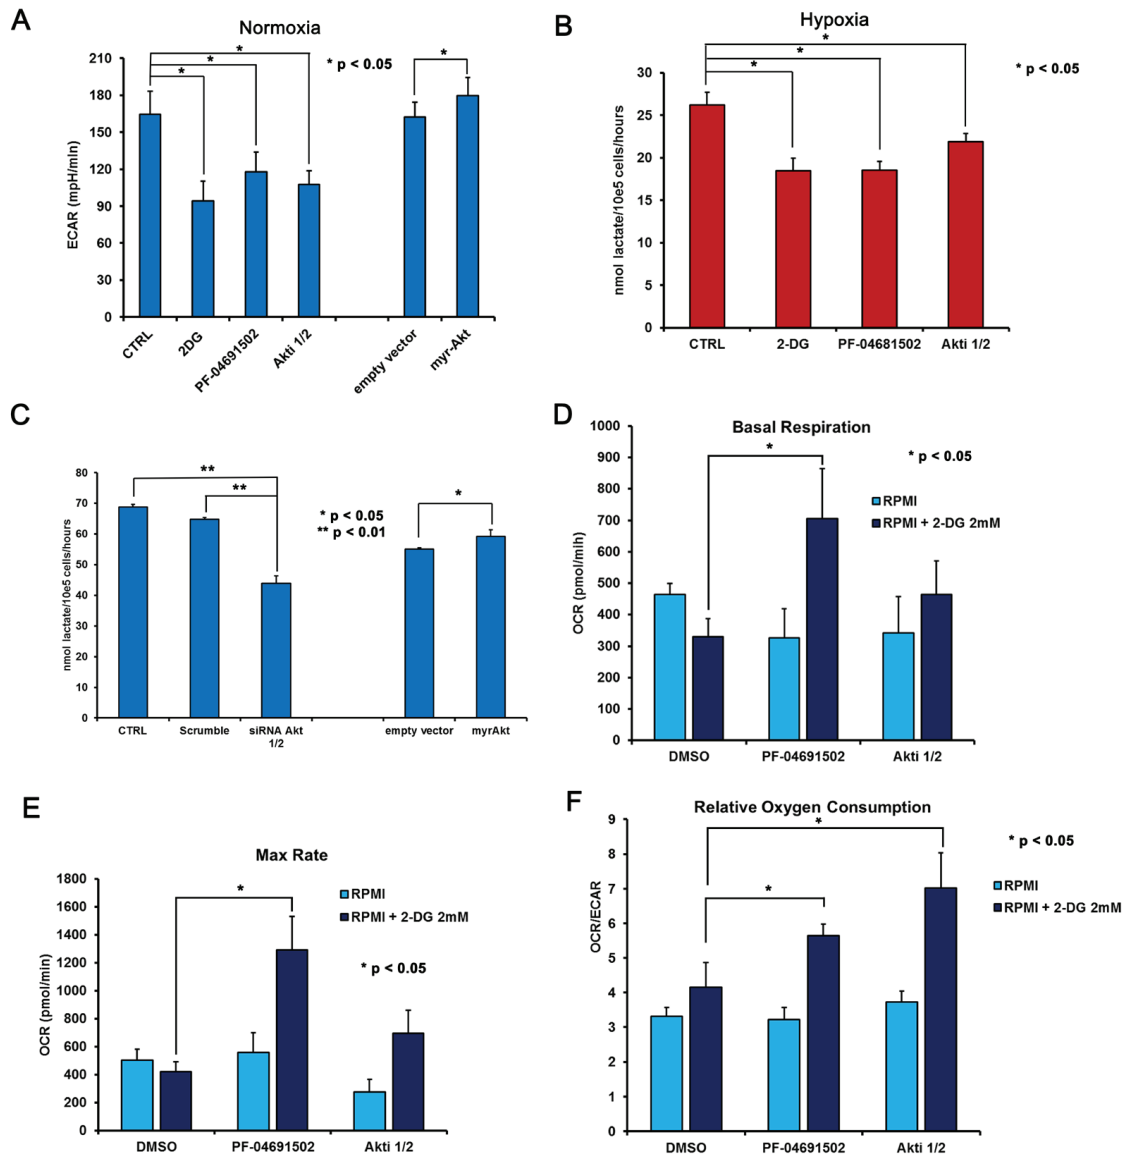 A
Normoxia
* p < 0.05
*
*
*
*
ECAR (mpH/min)
210
180
160
120
90
60
30
0
CTRL
2DG
PF-04691502
Akti 1/2
empty vector
myr-Akt
B
Hypoxia
* p < 0.05
*
*
*
nmol lactate/10e5 cells/hours
30
25
20
15
10
5
0
CTRL
2-DG
PF-04681502
Akti 1/2
C
**
**
*
* p < 0.05
** p < 0.01
nmol lactate/10e5 cells/hours
80
70
60
50
40
30
20
10
0
CTRL
Scrumble
siRNA Akt
1/2
empty vector
myrAkt
D
Basal Respiration
*
* p < 0.05
RPMI
RPMI + 2-DG 2mM
OCR (pmol/mih)
1000
900
800
700
600
500
400
300
200
100
0
DMSO
PF-04691502
Akti 1/2
E
Max Rate
RPMI
RPMI + 2-DG 2mM
*
* p < 0.05
OCR (pmol/min)
1800
1600
1400
1200
1000
800
600
400
200
0
DMSO
PF-04691502
Akti 1/2
F
Relative Oxygen Consumption
*
*
* p < 0.05
RPMI
RPMI + 2-DG 2mM
OCR/ECAR
9
8
7
6
5
4
3
2
1
0
DMSO
PF-04691502
Akti 1/2